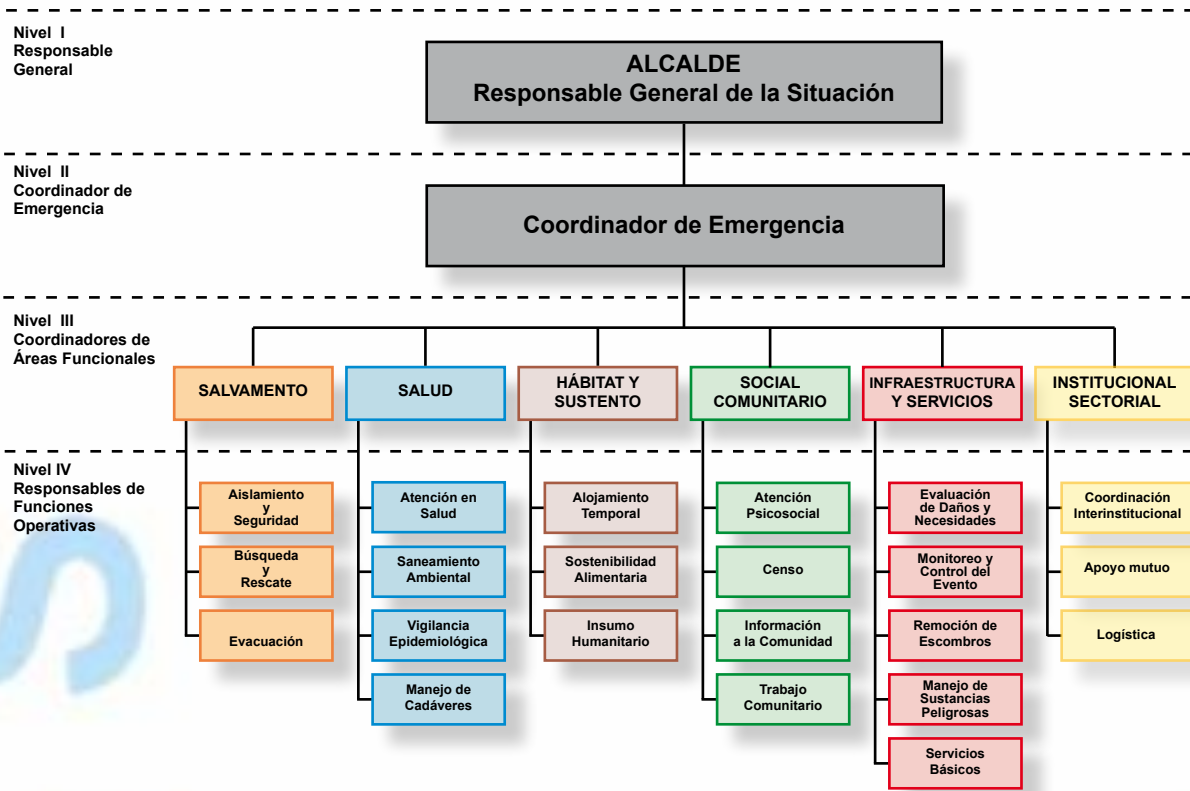 Nivel I
Responsable
General
ALCALDE
Responsable General de la Situación
Nivel II
Coordinador de
Emergencia
Coordinador de Emergencia
Nivel III
Coordinadores de
Áreas Funcionales
SALVAMENTO
SALUD
HÁBITAT Y
SUSTENTO
SOCIAL
COMUNITARIO
INFRAESTRUCTURA
Y SERVICIOS
INSTITUCIONAL
SECTORIAL
Nivel IV
Responsables de
Funciones
Operativas
Aislamiento
y
Seguridad
Búsqueda
y
Rescate
Evacuación
Atención en
Salud
Saneamiento
Ambiental
Vigilancia
Epidemiológica
Manejo de
Cadáveres
Alojamiento
Temporal
Sostenibilidad
Alimentaria
Insumo
Humanitario
Atención
Psicosocial
Censo
Información
a la Comunidad
Trabajo
Comunitario
Evaluación
de Daños y
Necesidades
Monitoreo y
Control del
Evento
Remoción de
Escombros
Manejo de
Sustancias
Peligrosas
Servicios
Básicos
Coordinación
Interinstitucional
Apoyo mutuo
Logística